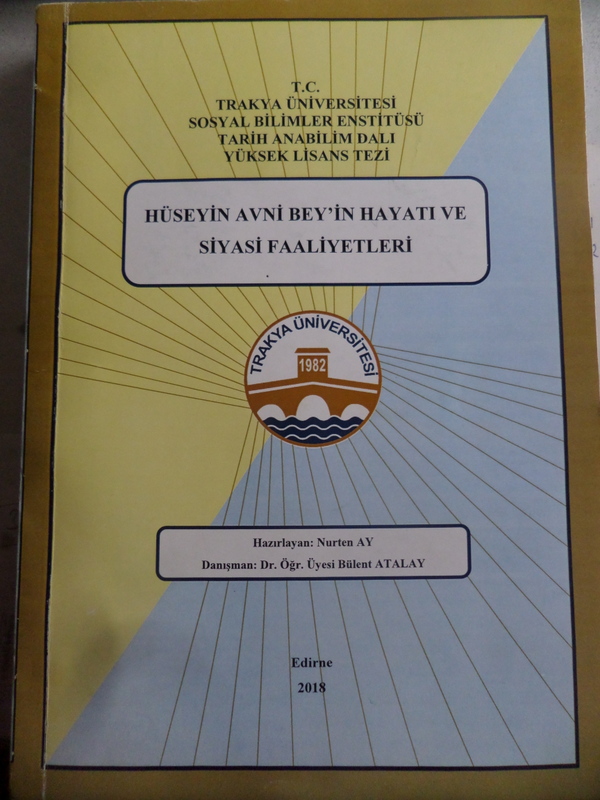 T.C.
TRAKYA ÜNİVERSİTESİ
SOSYAL BİLİMLER ENSTİTÜSÜ
TARİH ANABİLİM DALI
YÜKSEK LİSANS TEZİ
HÜSEYİN AVNİ BEY’İN HAYATI VE
SİYASİ FAALİYETLERİ
TRAKYA ÜNİVERSİTESİ
1982
Hazırlayan: Nurten AY
Danışman: Dr. Öğr. Üyesi Bülent ATALAY
Edirne
2018